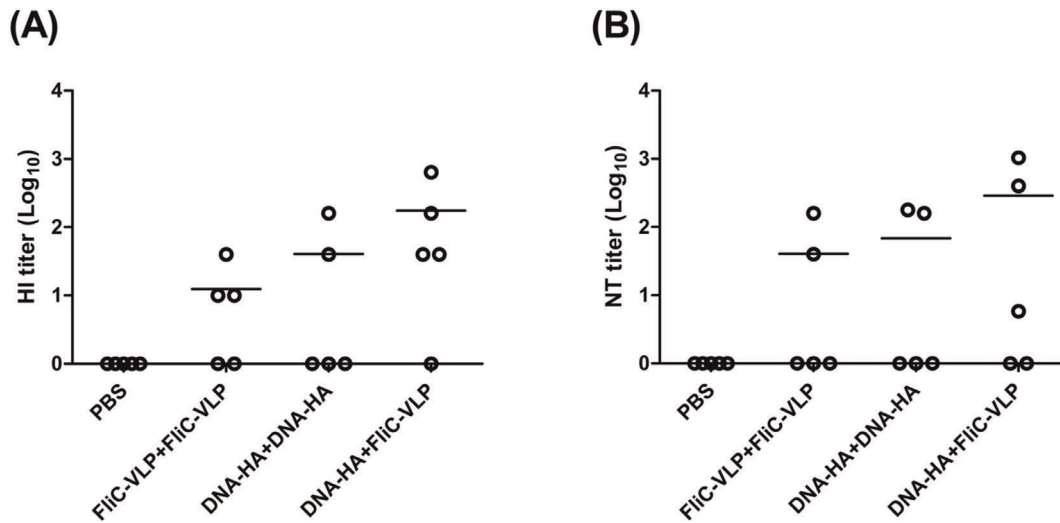 (A)
HI titer (Log10)
4
3
2
1
0
PBS
FliC-VLP+FliC-VLP
DNA-HA+DNA-HA
DNA-HA+FliC-VLP
(B)
NT titer (Log10)
4
3
2
1
0
PBS
FliC-VLP+FliC-VLP
DNA-HA+DNA-HA
DNA-HA+FliC-VLP